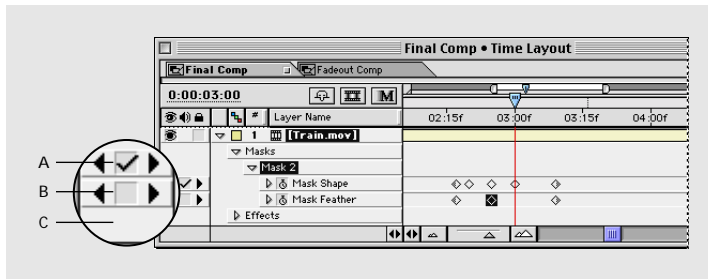 Final Comp • Time Layout
Final Comp
Fadeout Comp
0:00:03:00
M
# Layer Name
02:15f 03:00f 03:15f 04:00f
1 [Train.mov]
Masks
Mask 2
A
Mask Shape
B
Mask Feather
C
Effects